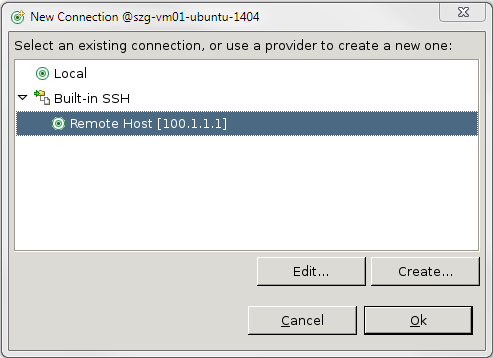 New Connection @szg-vm01-ubuntu-1404
Select an existing connection, or use a provider to create a new one:
Local
Built-in SSH
Remote Host [100.1.1.1]
Edit... Create...
Cancel Ok